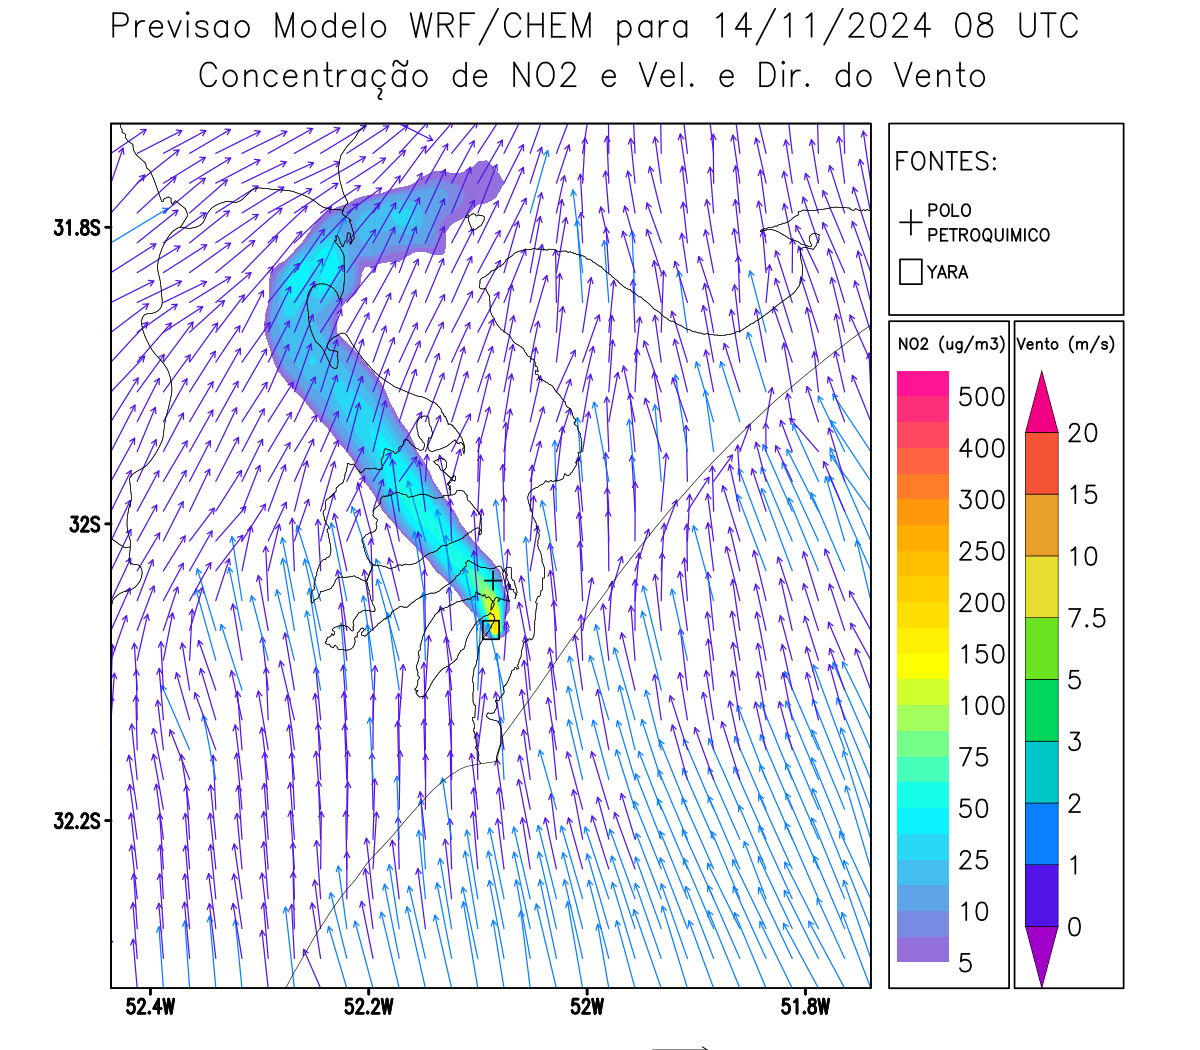 Previsao Modelo WRF/CHEM para 14/11/2024 08 UTC
Concentração de NO2 e Vel. e Dir. do Vento
FONTES:
POLO
PETROQUIMICO
YARA
31.8S
32S
32.2S
52.4W
52.2W
52W
51.8W
NO2 (ug/m3)
500
400
300
250
200
150
100
75
50
25
10
5
Vento (m/s)
20
15
10
7.5
5
3
2
1
0